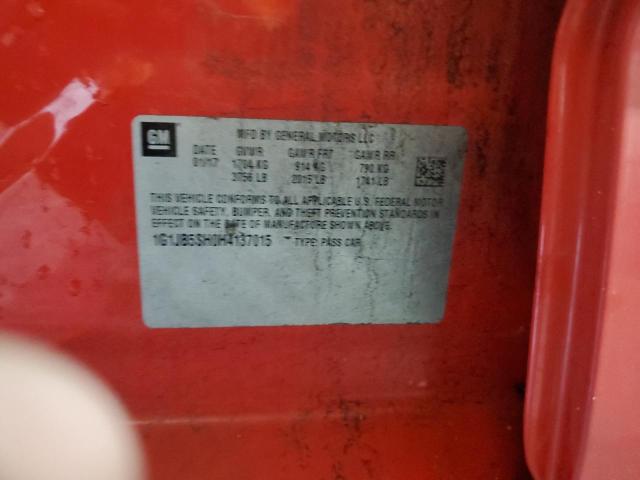 GM
MFD BY GENERAL MOTORS LLC
DATE GVWR GAWR FRT GAWR RR
01/17 1704 KG 914 KG 790 KG
3756 LB 2015 LB 1741 LB
THIS VEHICLE CONFORMS TO ALL APPLICABLE U.S. FEDERAL MOTOR
VEHICLE SAFETY, BUMPER, AND THEFT PREVENTION STANDARDS IN
EFFECT ON THE DATE OF MANUFACTURE SHOWN ABOVE.
1G1JB5SH0H4137015 TYPE: PASS CAR